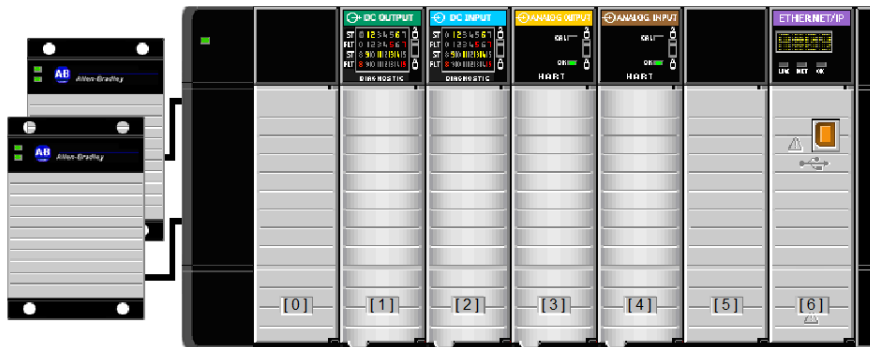 AB Allen-Bradley
AB Allen-Bradley
DC OUTPUT
ST 0 1 2 3 4 5 6 7
FLT 0 1 2 3 4 5 6 7
ST 8 9 10 11 12 13 14 15
FLT 8 9 10 11 12 13 14 15
DIAGNOSTIC
DC INPUT
ST 0 1 2 3 4 5 6 7
FLT 0 1 2 3 4 5 6 7
ST 8 9 10 11 12 13 14 15
FLT 8 9 10 11 12 13 14 15
DIAGNOSTIC
ANALOG OUTPUT
CAL
OK
HART
ANALOG INPUT
CAL
OK
HART
ETHERNET/IP
LINK NET OK
[0]
[1]
[2]
[3]
[4]
[5]
[6]